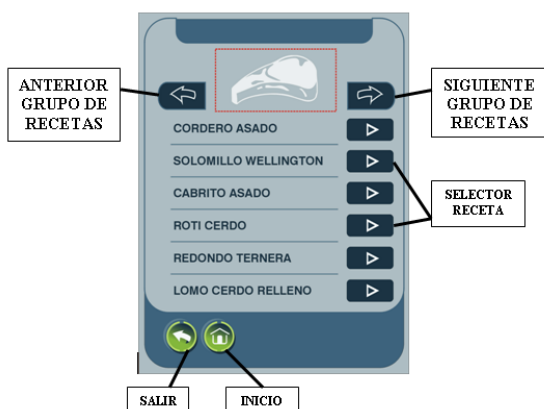 ANTERIOR
GRUPO DE
RECETAS
SIGUIENTE
GRUPO DE
RECETAS
CORDERO ASADO
SOLOMILLO WELLINGTON
CABRITO ASADO
ROTI CERDO
REDONDO TERNERA
LOMO CERDO RELLENO
SELECTOR
RECETA
SALIR
INICIO